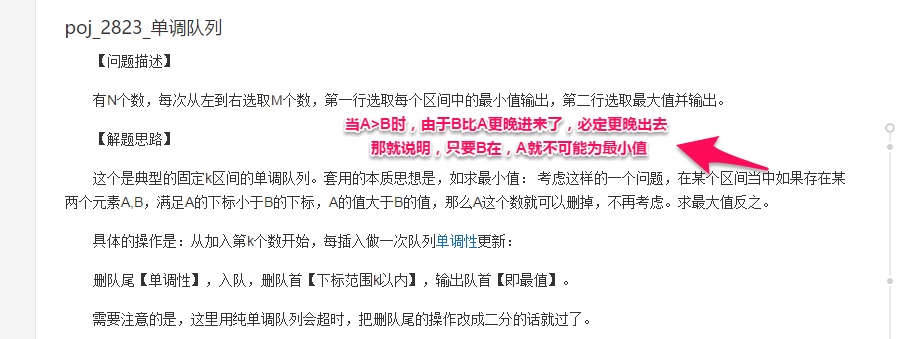 poj_2823_单调队列
【问题描述】
有N个数，每次从左到右选取M个数，第一行选取每个区间中的最小值输出，第二行选取最大值并输出。
当A>B时，由于B比A更晚进来了，必定更晚出去
【解题思路】
那就说明，只要B在，A就不可能为最小值
这个是典型的固定k区间的单调队列。套用的本质思想是，如求最小值： 考虑这样的一个问题，在某个区间当中如果存在某
两个元素A,B，满足A的下标小于B的下标，A的值大于B的值，那么A这个数就可以删掉，不再考虑。求最大值反之。
具体的操作是：从加入第k个数开始，每插入做一次队列单调性更新：
删队尾【单调性】，入队，删队首【下标范围k以内】，输出队首【即最值】。
需要注意的是，这里用纯单调队列会超时，把删队尾的操作改成二分的话就过了。